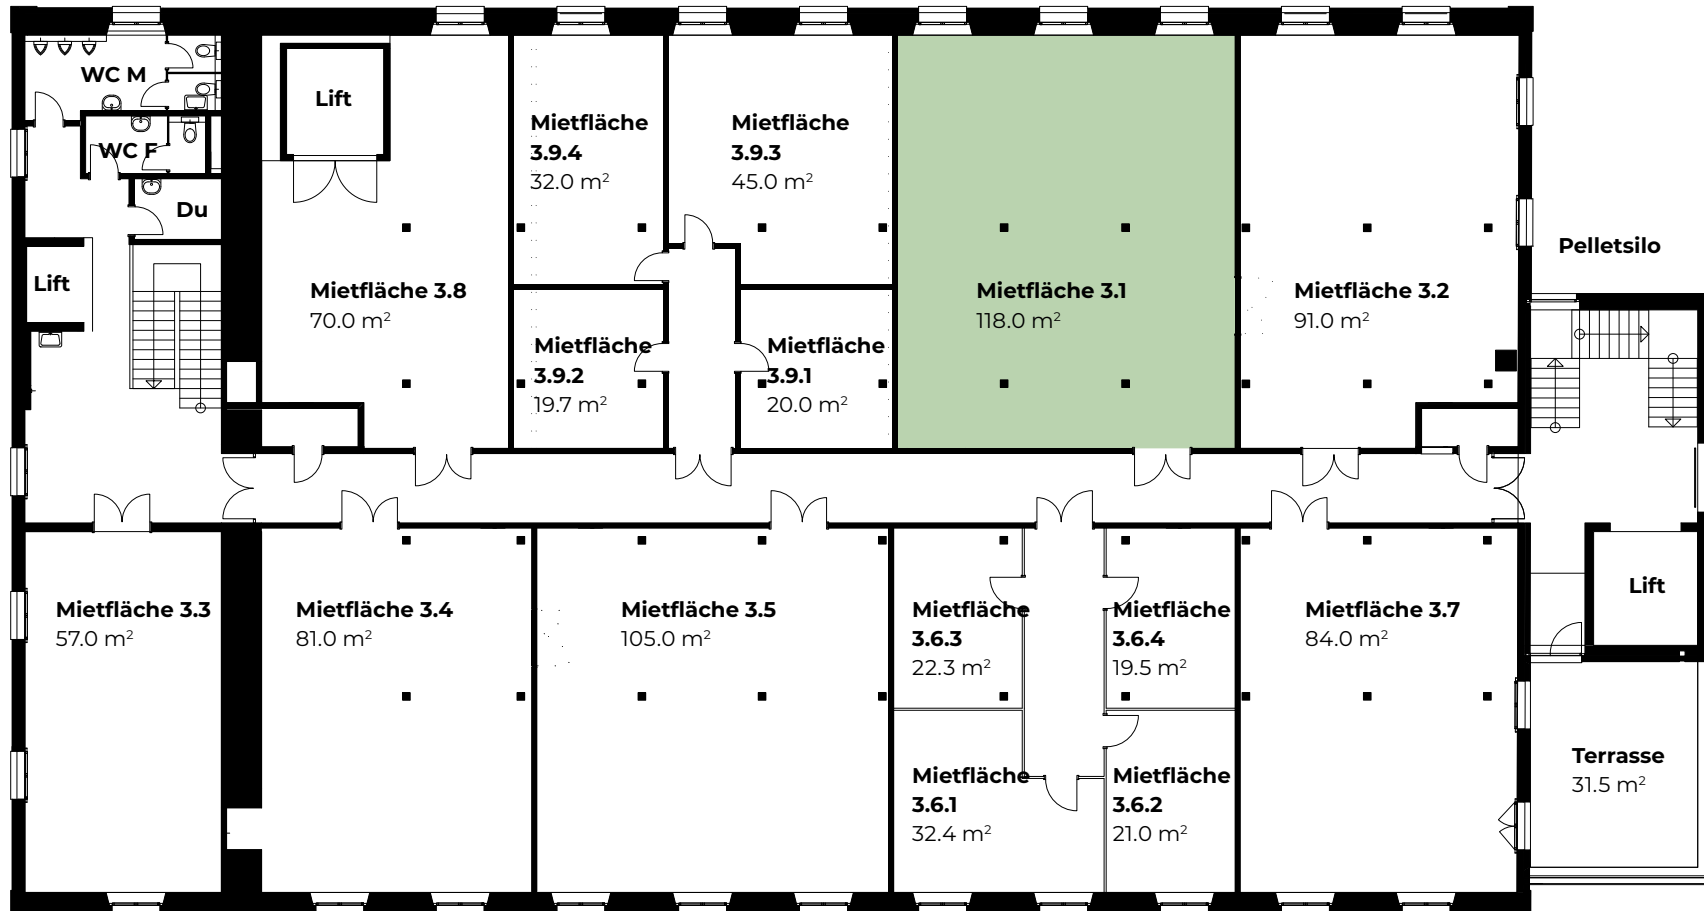 WC M
WC F
Du
Lift
Lift
Mietfläche 3.8
70.0 m²
Mietfläche
3.9.4
32.0 m²
Mietfläche
3.9.3
45.0 m²
Mietfläche
3.9.2
19.7 m²
Mietfläche
3.9.1
20.0 m²
Mietfläche 3.1
118.0 m²
Mietfläche 3.2
91.0 m²
Pelletsilo
Mietfläche 3.3
57.0 m²
Mietfläche 3.4
81.0 m²
Mietfläche 3.5
105.0 m²
Mietfläche
3.6.3
22.3 m²
Mietfläche
3.6.4
19.5 m²
Mietfläche
3.6.1
32.4 m²
Mietfläche
3.6.2
21.0 m²
Mietfläche 3.7
84.0 m²
Lift
Terrasse
31.5 m²